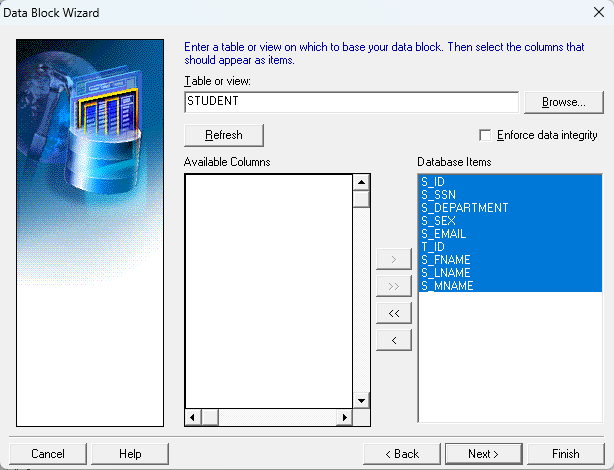 Data Block Wizard
Enter a table or view on which to base your data block. Then select the columns that
should appear as items.
Table or view:
STUDENT
Browse...
Refresh
Enforce data integrity
Available Columns
Database Items
S_ID
S_SSN
S_DEPARTMENT
S_SEX
S_EMAIL
T_ID
S_FNAME
S_LNAME
S_MNAME
>
>>
<<
<
Cancel
Help
< Back
Next >
Finish